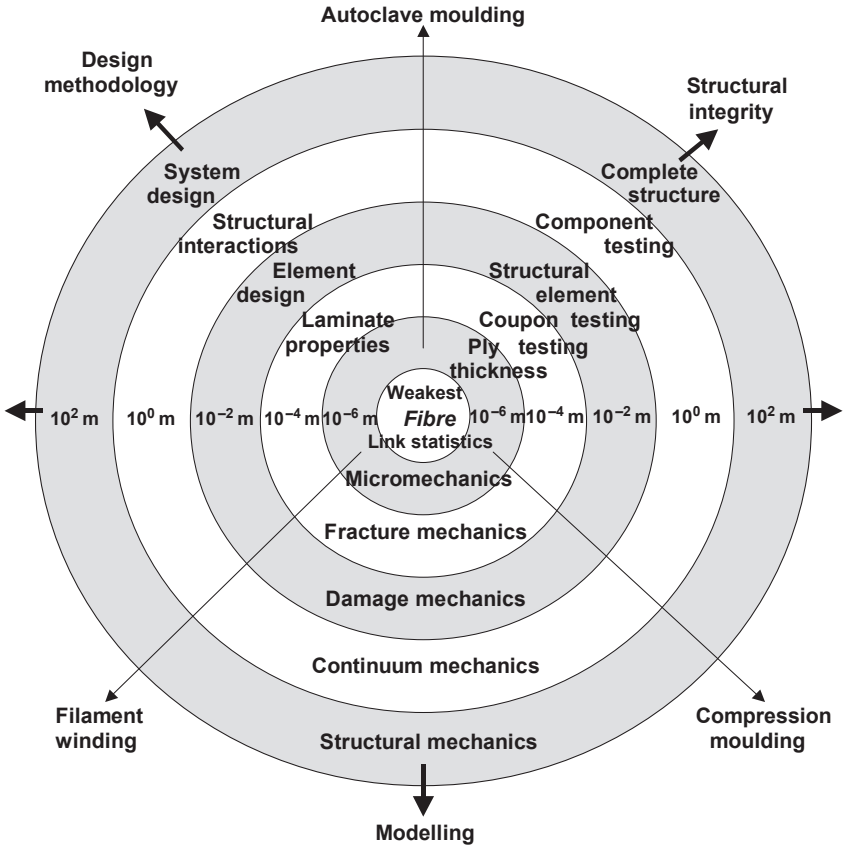 Autoclave moulding
Design
methodology
Structural
integrity
System
design
Complete
structure
Structural
interactions
Component
testing
Element
design
Structural
element
testing
Laminate
properties
Coupon
testing
Ply
thickness
Weakest
10² m 10⁰ m 10⁻² m 10⁻⁴ m 10⁻⁶ m Fibre 10⁻⁶ m 10⁻⁴ m 10⁻² m 10⁰ m 10² m
Link statistics
Micromechanics
Fracture mechanics
Damage mechanics
Continuum mechanics
Filament
winding
Compression
moulding
Structural mechanics
Modelling